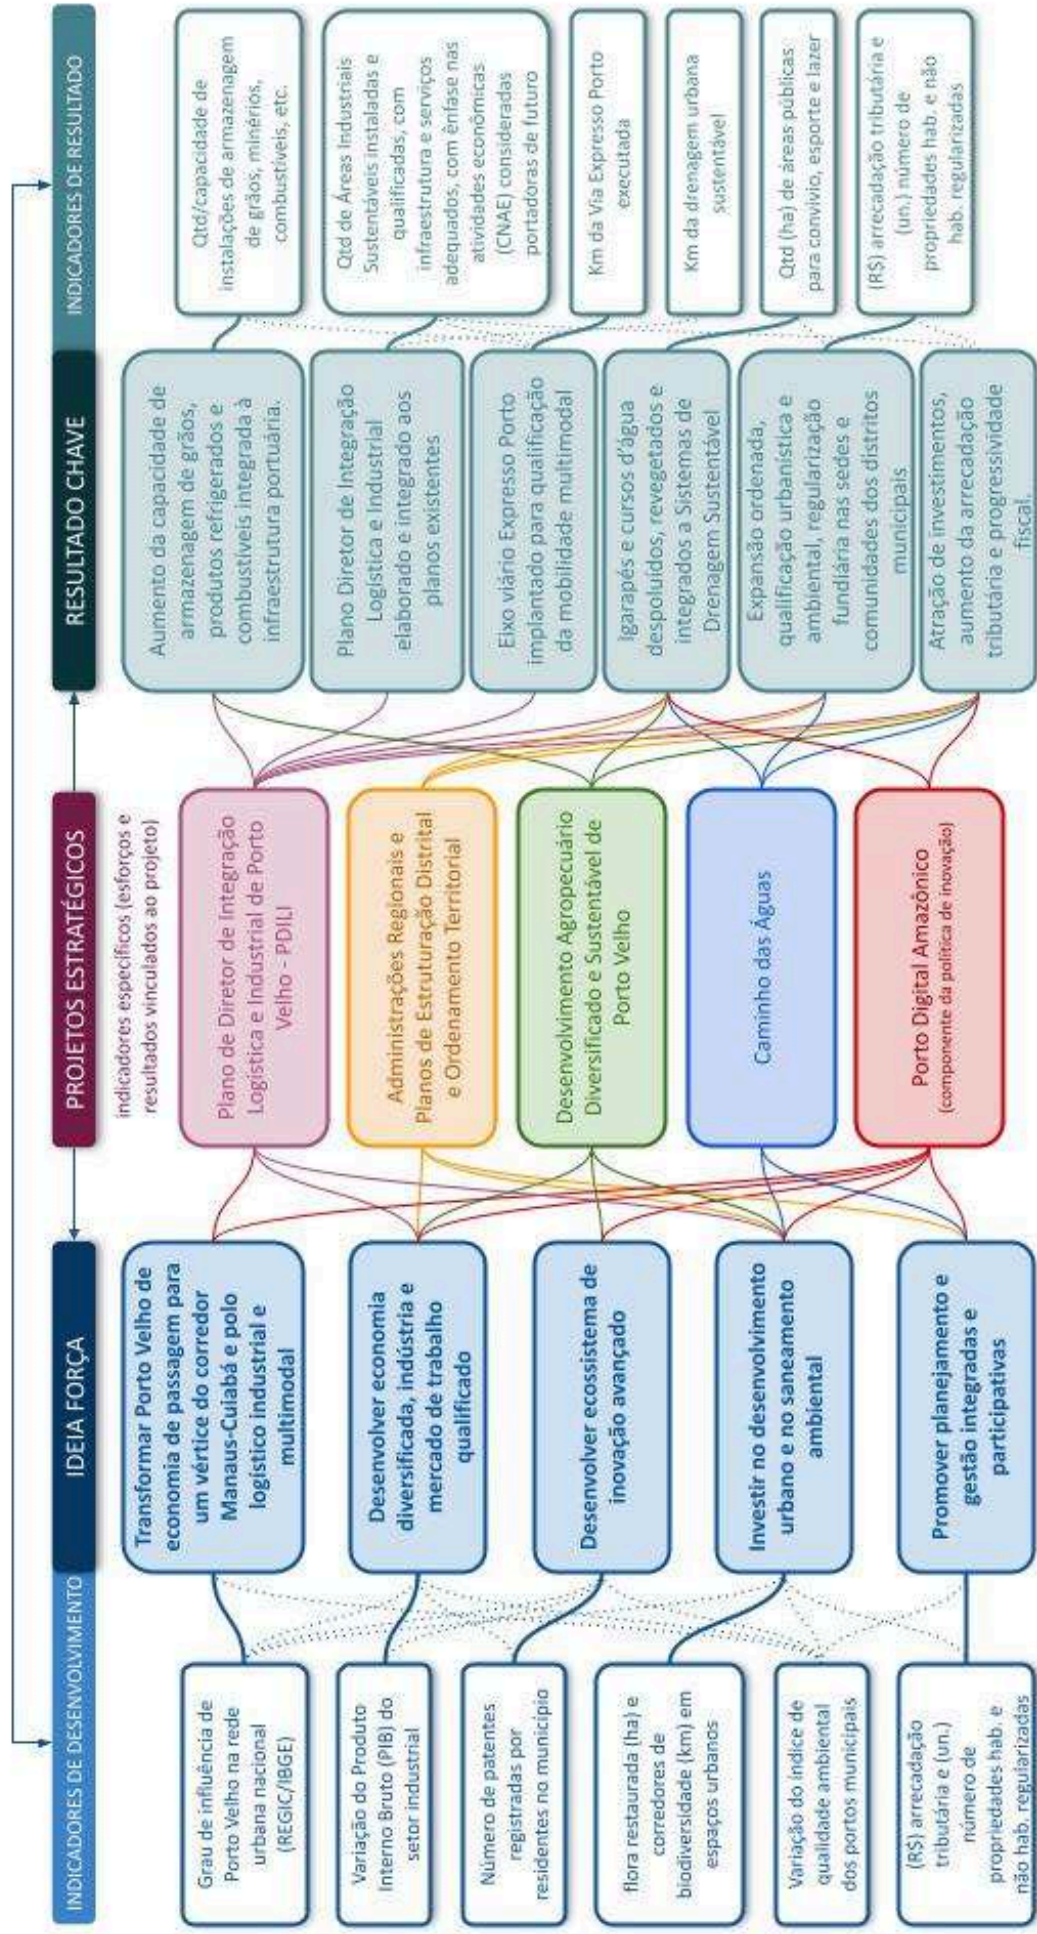 INDICADORES DE DESENVOLVIMENTO
IDEIA FORÇA
PROJETOS ESTRATÉGICOS
RESULTADO CHAVE
INDICADORES DE RESULTADO
Grau de influência de
Porto Velho na rede
urbana nacional
(REGIC/IBGE)
Variação do Produto
Interno Bruto (PIB) do
setor industrial
Número de patentes
registradas por
residentes no município
flora restaurada (ha) e
corredores de
biodiversidade (km) em
espaços urbanos
Variação do índice de
qualidade ambiental
dos portos municipais
(R$) arrecadação
tributária e (un.)
número de
propriedades hab. e
não hab. regularizadas
Transformar Porto Velho de
economia de passagem para
um vértice do corredor
Manaus-Cuiabá e polo
logístico industrial e
multimodal
Desenvolver economia
diversificada, indústria e
mercado de trabalho
qualificado
Desenvolver ecossistema de
inovação avançado
Investir no desenvolvimento
urbano e no saneamento
ambiental
Promover planejamento e
gestão integradas e
participativas
indicadores específicos (esforços e
resultados vinculados ao projeto)
Plano de Diretor de Integração
Logística e Industrial de Porto
Velho - PDILI
Administrações Regionais e
Planos de Estruturação Distrital
e Ordenamento Territorial
Desenvolvimento Agropecuário
Diversificado e Sustentável de
Porto Velho
Caminho das Águas
Porto Digital Amazônico
(componente da política de inovação)
Aumento da capacidade de
armazenagem de grãos,
produtos refrigerados e
combustíveis integrada à
infraestrutura portuária.
Plano Diretor de Integração
Logística e Industrial
elaborado e integrado aos
planos existentes
Eixo viário Expresso Porto
implantado para qualificação
da mobilidade multimodal
Igarapés e cursos d'água
despoluídos, revegetados e
integrados a Sistemas de
Drenagem Sustentável
Expansão ordenada,
qualificação urbanística e
ambiental, regularização
fundiária nas sedes e
comunidades dos distritos
municipais
Atração de investimentos,
aumento da arrecadação
tributária e progressividade
fiscal.
Qtd/capacidade de
instalações de armazenagem
de grãos, minérios,
combustíveis, etc.
Qtd de Áreas Industriais
Sustentáveis instaladas e
qualificadas, com
infraestrutura e serviços
adequados, com ênfase nas
atividades econômicas
(CNAE) consideradas
portadoras de futuro
Km da Via Expresso Porto
executada
Km da drenagem urbana
sustentável
Qtd (ha) de áreas públicas
para convívio, esporte e lazer
(R$) arrecadação tributária e
(un.) número de
propriedades hab. e não
hab. regularizadas